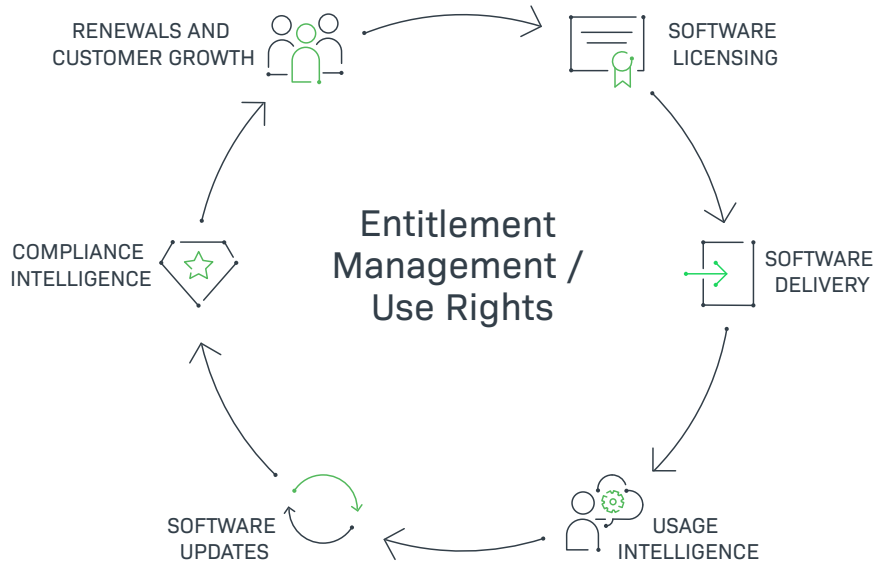 RENEWALS AND
CUSTOMER GROWTH
SOFTWARE
LICENSING
Entitlement
Management /
Use Rights
COMPLIANCE
INTELLIGENCE
SOFTWARE
DELIVERY
SOFTWARE
UPDATES
USAGE
INTELLIGENCE